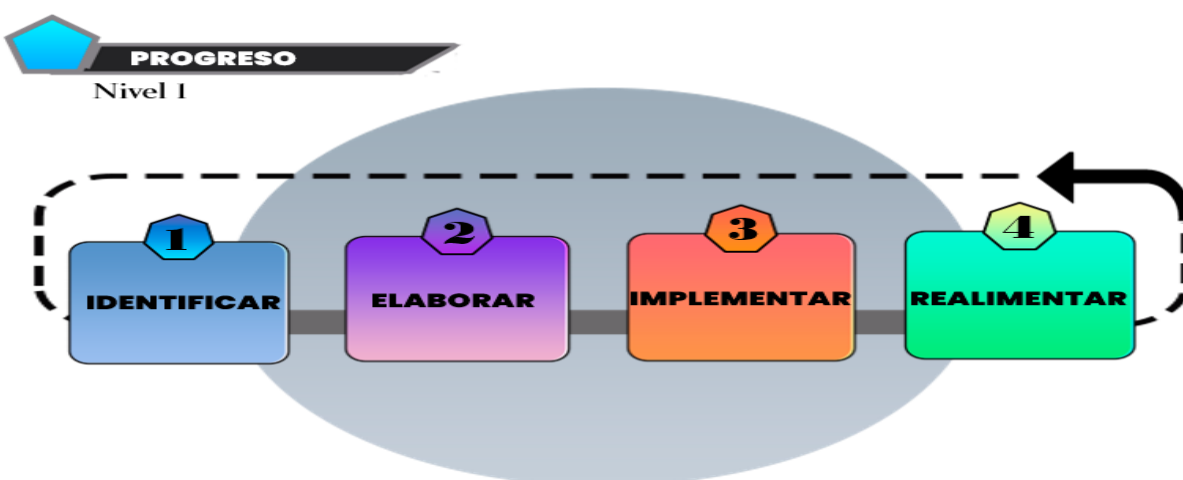 PROGRESO
Nivel 1
1
2
3
4
IDENTIFICAR
ELABORAR
IMPLEMENTAR
REALIMENTAR